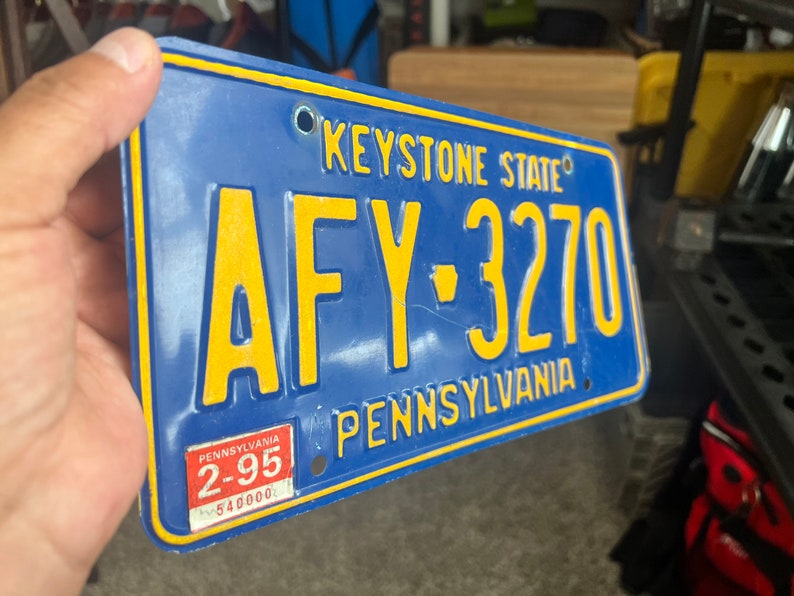 KEYSTONE STATE
AFY-3270
PENNSYLVANIA
PENNSYLVANIA
2-95
540000